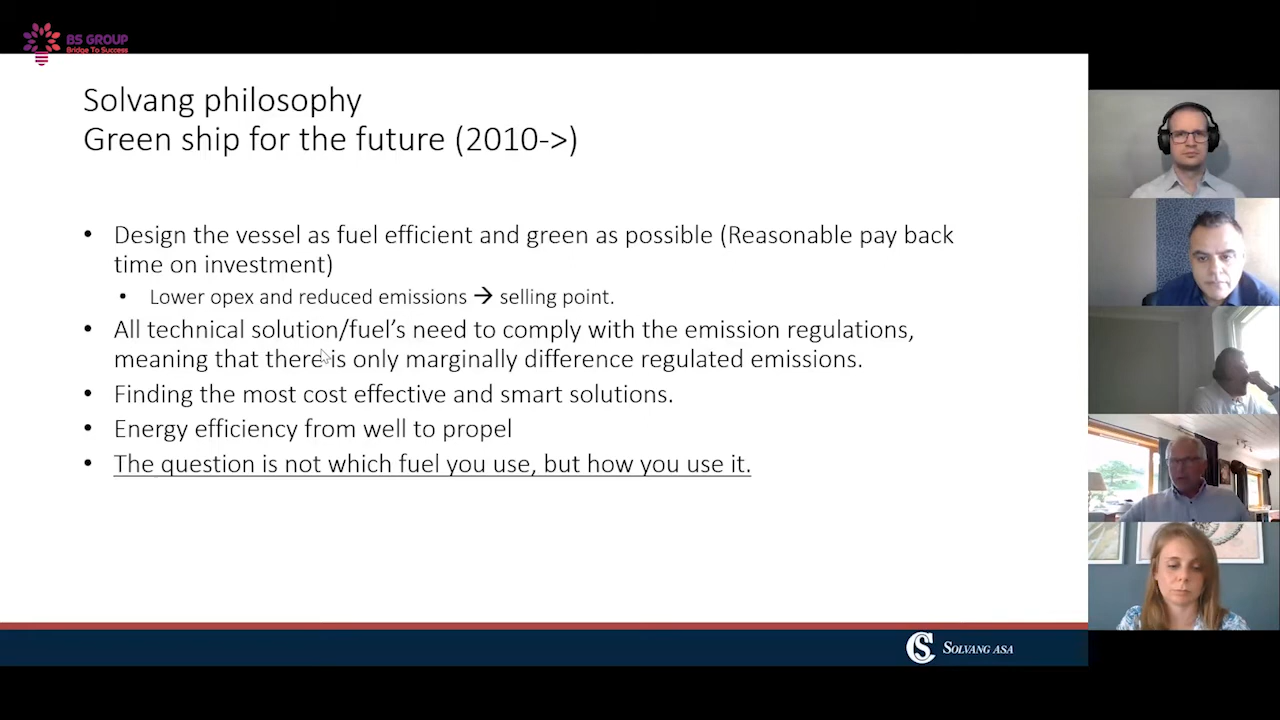 BS GROUP
Bridge To Success
Solvang philosophy
Green ship for the future (2010->)
• Design the vessel as fuel efficient and green as possible (Reasonable pay back
time on investment)
• Lower opex and reduced emissions → selling point.
• All technical solution/fuel's need to comply with the emission regulations,
meaning that there is only marginally difference regulated emissions.
• Finding the most cost effective and smart solutions.
• Energy efficiency from well to propel
• The question is not which fuel you use, but how you use it.
SOLVANG ASA